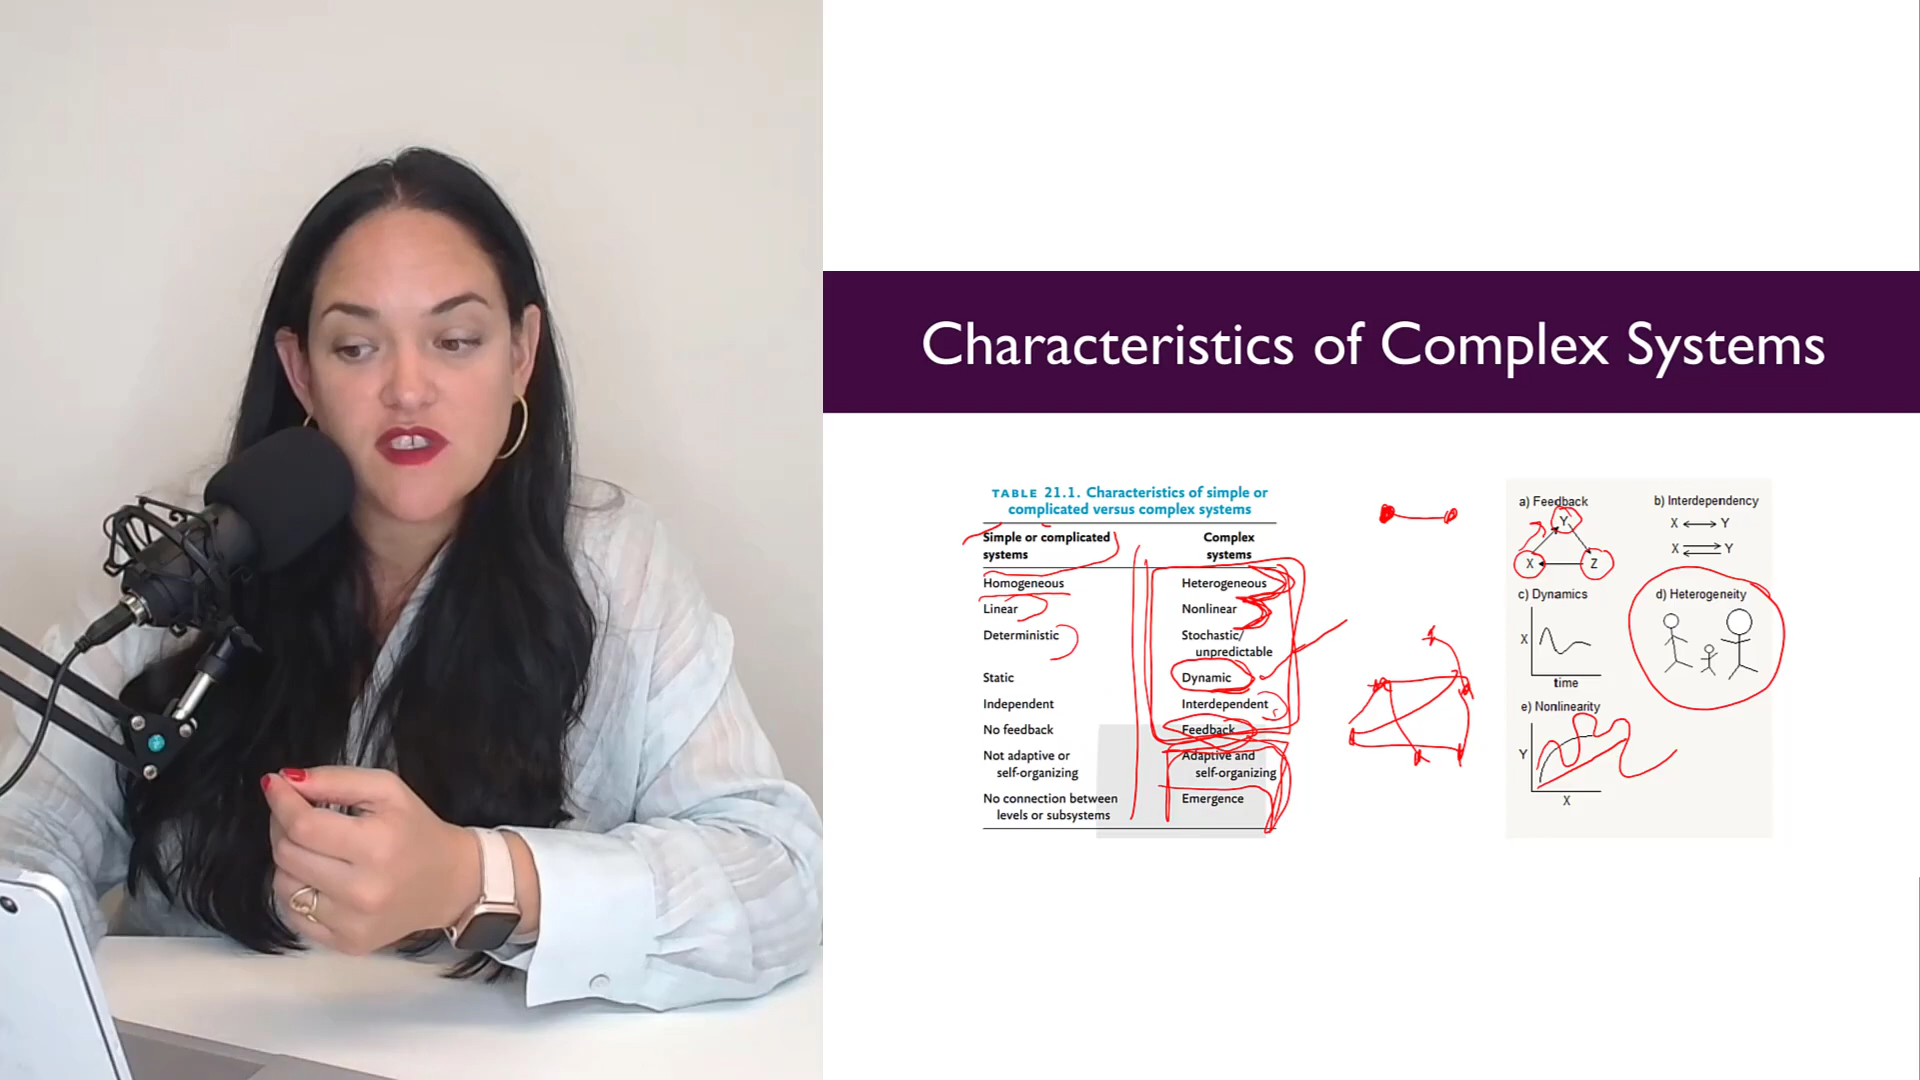 Characteristics of Complex Systems
TABLE 21.1. Characteristics of simple or
complicated versus complex systems
Simple or complicated
systems
Complex
systems
Homogeneous
Heterogeneous
Linear
Nonlinear
Deterministic
Stochastic/
unpredictable
Static
Dynamic
Independent
Interdependent
No feedback
Feedback
Not adaptive or
self-organizing
Adaptive and
self-organizing
No connection between
levels or subsystems
Emergence
a) Feedback
Y
X
Z
b) Interdependency
X Y
X Y
c) Dynamics
X
time
d) Heterogeneity
e) Nonlinearity
Y
X